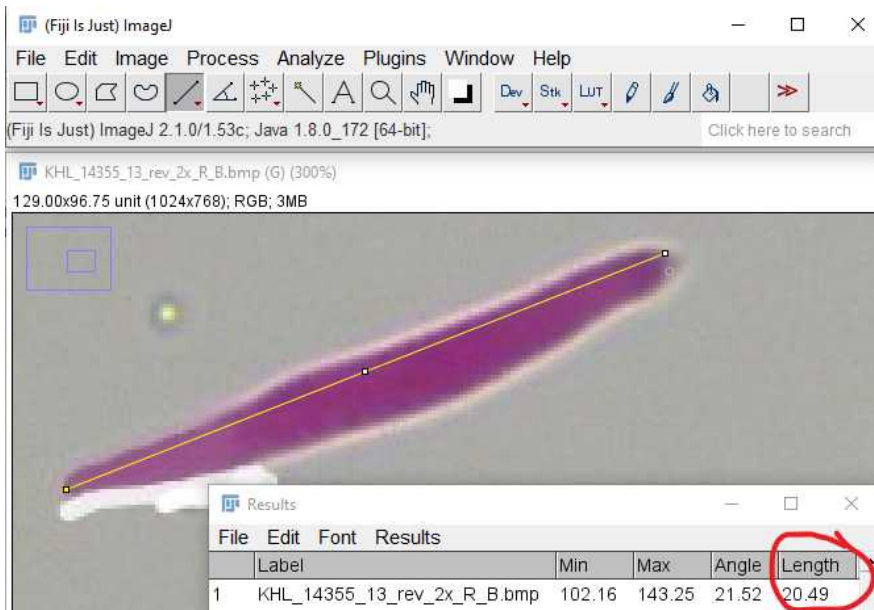 (Fiji Is Just) ImageJ
File Edit Image Process Analyze Plugins Window Help
A Dev Stk LUT
(Fiji Is Just) ImageJ 2.1.0/1.53c; Java 1.8.0_172 [64-bit]; Click here to search
KHL_14355_13_rev_2x_R_B.bmp (G) (300%)
129.00x96.75 unit (1024x768); RGB; 3MB
Results
File Edit Font Results
Label Min Max Angle Length
1 KHL_14355_13_rev_2x_R_B.bmp 102.16 143.25 21.52 20.49